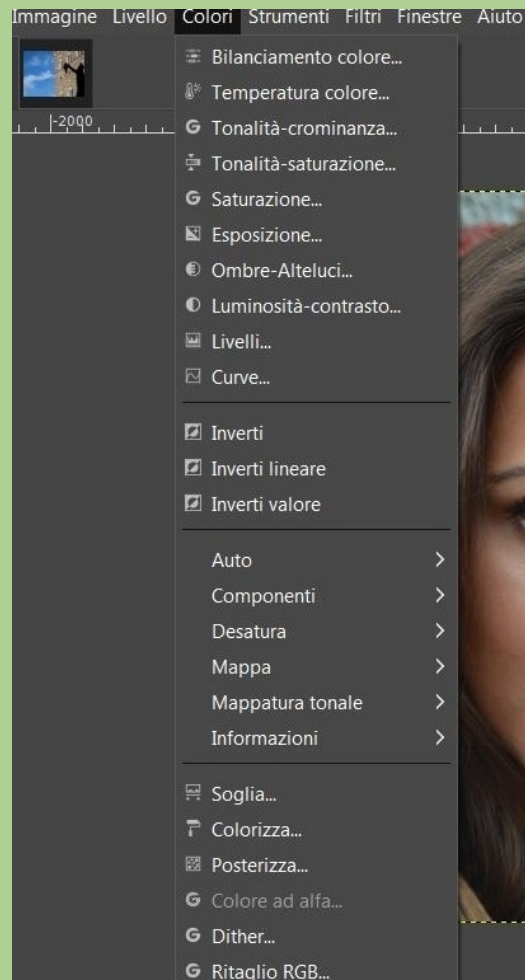 Immagine Livello Colori Strumenti Filtri Finestre Aiuto
-2000
Bilanciamento colore...
Temperatura colore...
Tonalità-crominanza...
Tonalità-saturazione...
Saturazione...
Esposizione...
Ombre-Alteluci...
Luminosità-contrasto...
Livelli...
Curve...
Inverti
Inverti lineare
Inverti valore
Auto
Componenti
Desatura
Mappa
Mappatura tonale
Informazioni
Soglia...
Colorizza...
Posterizza...
Colore ad alfa...
Dither...
Ritaglio RGB...